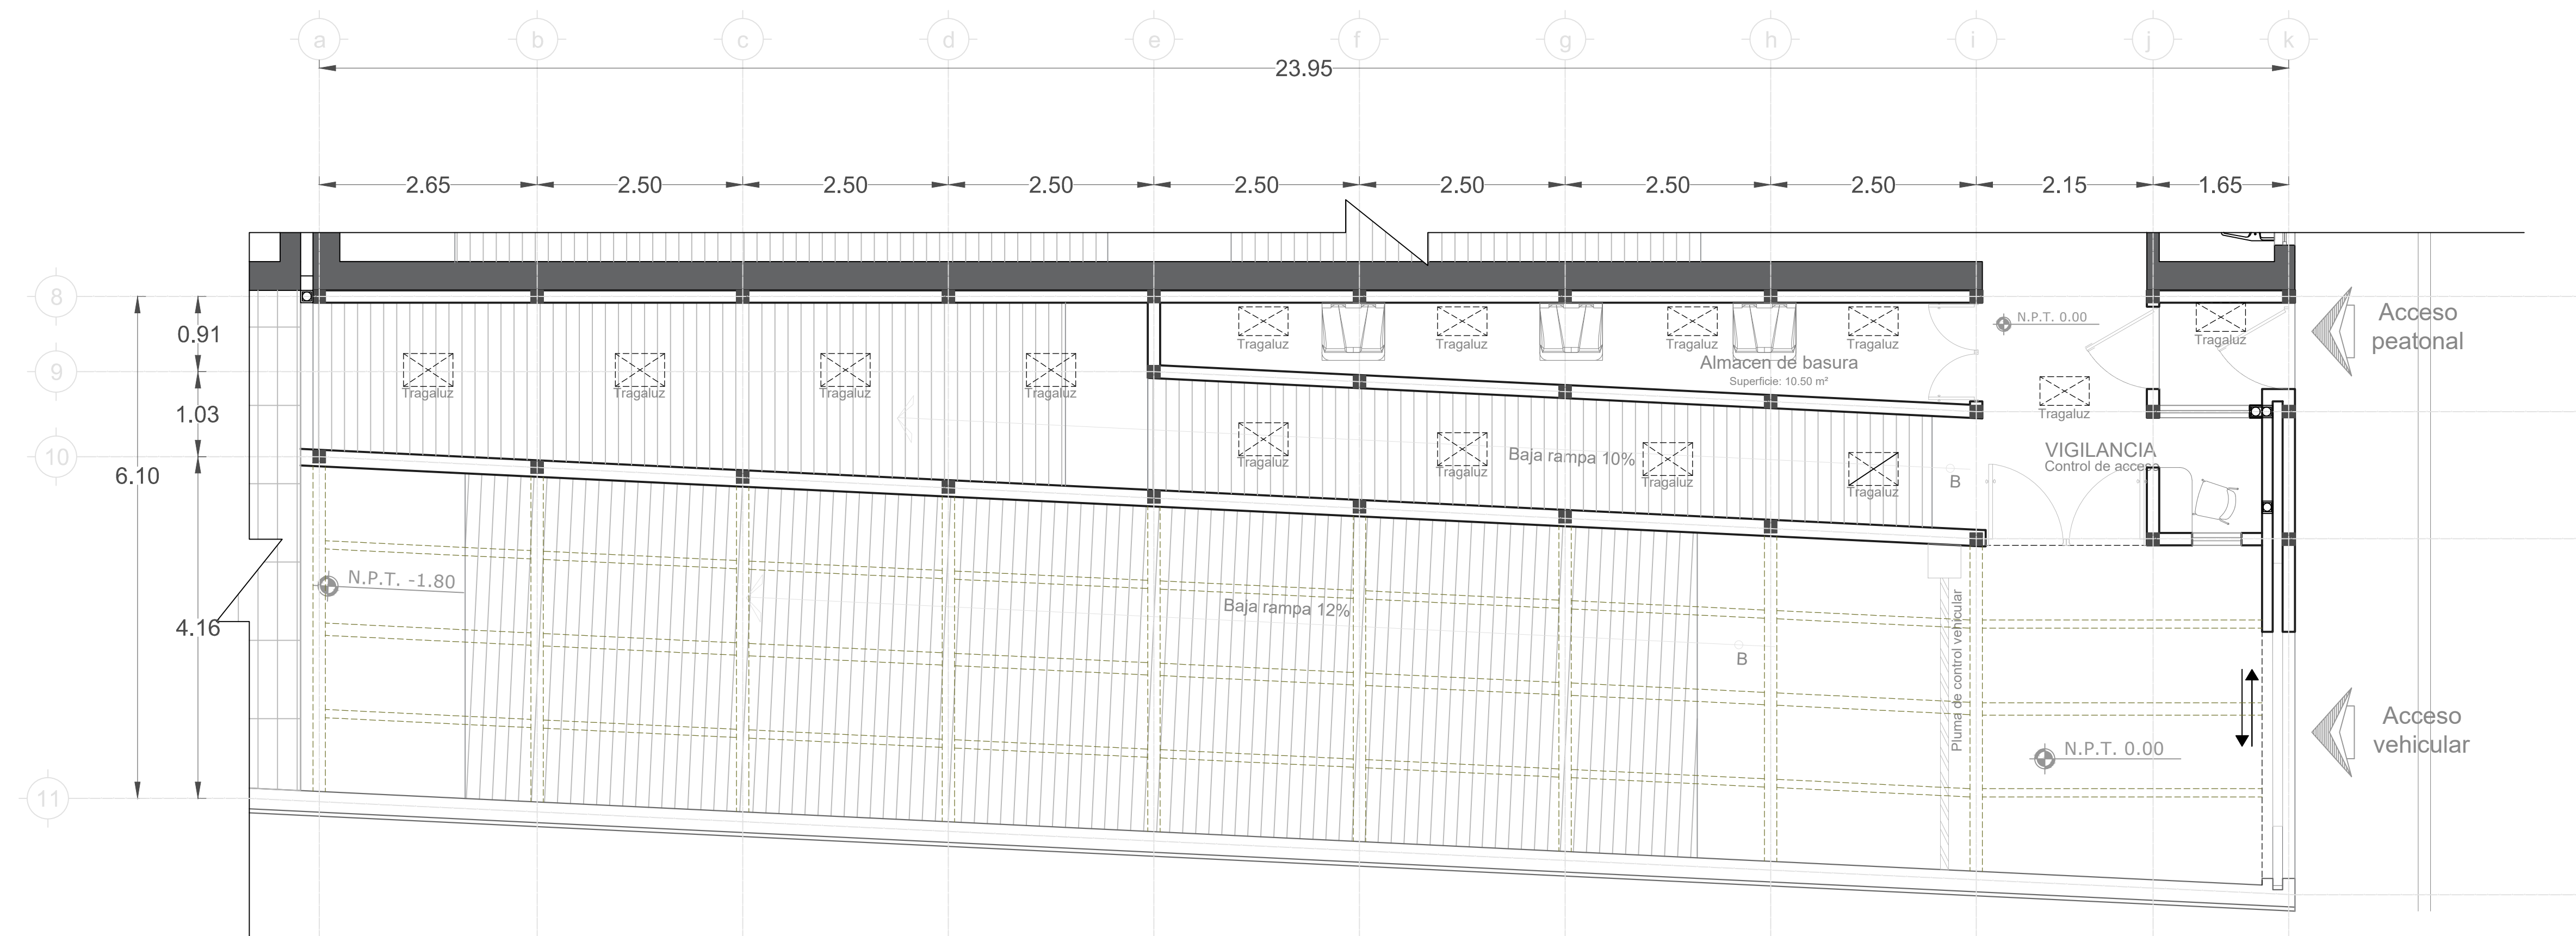 a b c d e f g h i j k
23.95
2.65 2.50 2.50 2.50 2.50 2.50 2.50 2.50 2.15 1.65
8
0.91
9
1.03
10
6.10
4.16
11
Tragaluz Tragaluz Tragaluz Tragaluz
Tragaluz Tragaluz Tragaluz Tragaluz
Almacen de basura
Superficie: 10.50 m²
N.P.T. 0.00
Tragaluz
Tragaluz
Acceso
peatonal
Tragaluz Tragaluz Tragaluz Tragaluz
Baja rampa 10%
B
VIGILANCIA
Control de acceso
N.P.T. -1.80
Baja rampa 12%
B
Pluma de control vehicular
N.P.T. 0.00
Acceso
vehicular